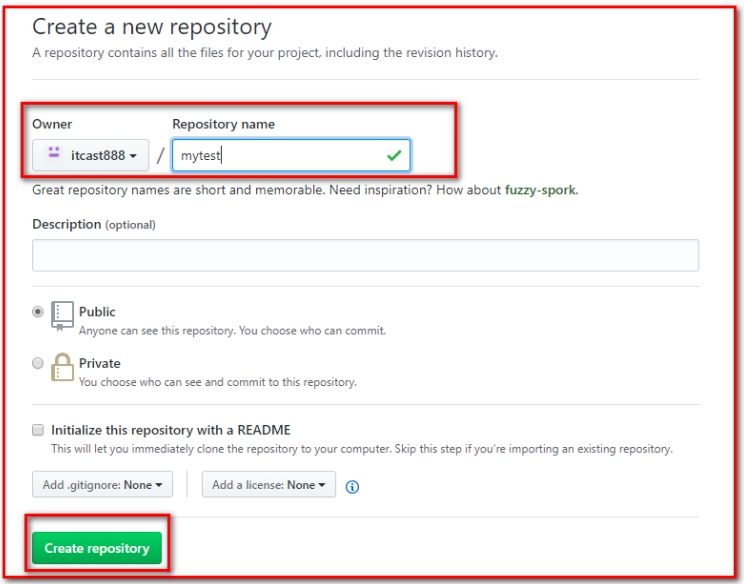 Create a new repository
A repository contains all the files for your project, including the revision history.
Owner Repository name
itcast888 / mytest
Great repository names are short and memorable. Need inspiration? How about fuzzy-spork.
Description (optional)
Public
Anyone can see this repository. You choose who can commit.
Private
You choose who can see and commit to this repository.
Initialize this repository with a README
This will let you immediately clone the repository to your computer. Skip this step if you’re importing an existing repository.
Add .gitignore: None Add a license: None
Create repository